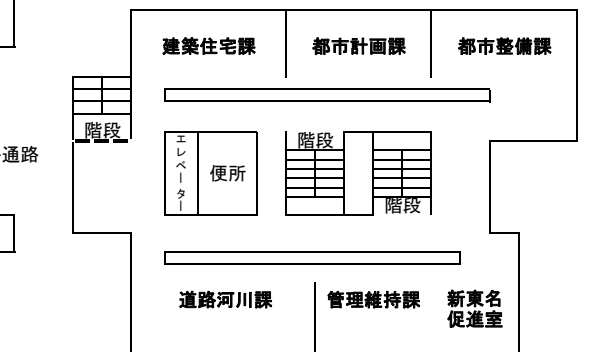 建築住宅課
都市計画課
都市整備課
階段
通路
エレベーター
便所
階段
階段
道路河川課
管理維持課
新東名
促進室